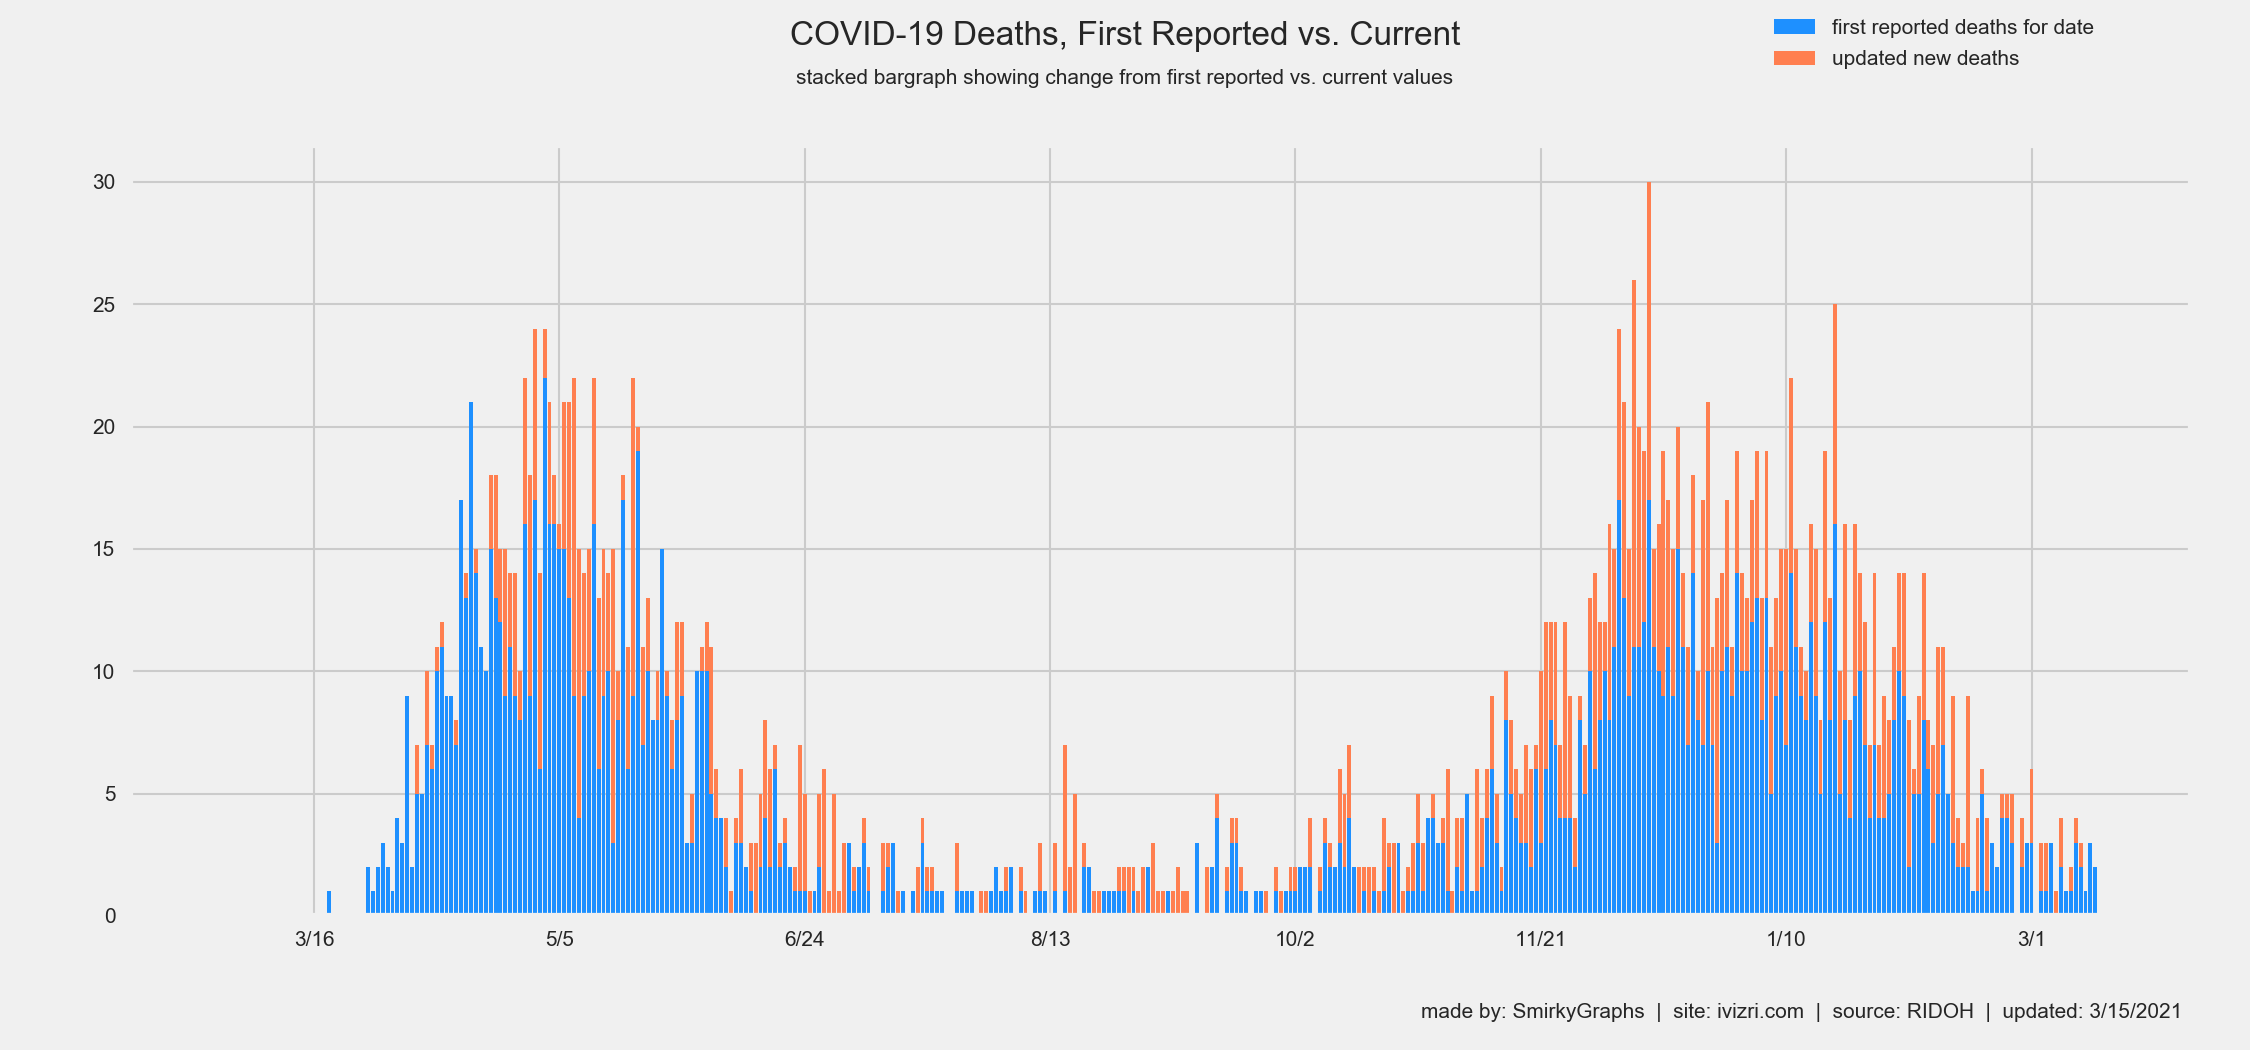 COVID-19 Deaths, First Reported vs. Current
stacked bargraph showing change from first reported vs. current values
first reported deaths for date
updated new deaths
30
25
20
15
10
5
0
3/16 5/5 6/24 8/13 10/2 11/21 1/10 3/1
made by: SmirkyGraphs | site: ivizri.com | source: RIDOH | updated: 3/15/2021